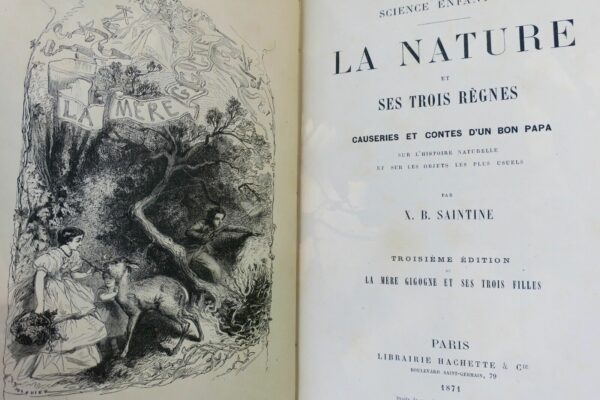 LA MÈRE GIGOGNE
SCIENCE
LA NATURE
ET
SES TROIS RÈGNES
CAUSERIES ET CONTES D'UN BON PAPA
SUR L'HISTOIRE NATURELLE
ET SUR LES OBJETS LES PLUS USUELS
PAR
X. B. SAINTINE
TROISIÈME ÉDITION
LA MÈRE GIGOGNE ET SES TROIS FILLES
PARIS
LIBRAIRIE HACHETTE & Cie
BOULEVARD SAINT-GERMAIN, 79
1871